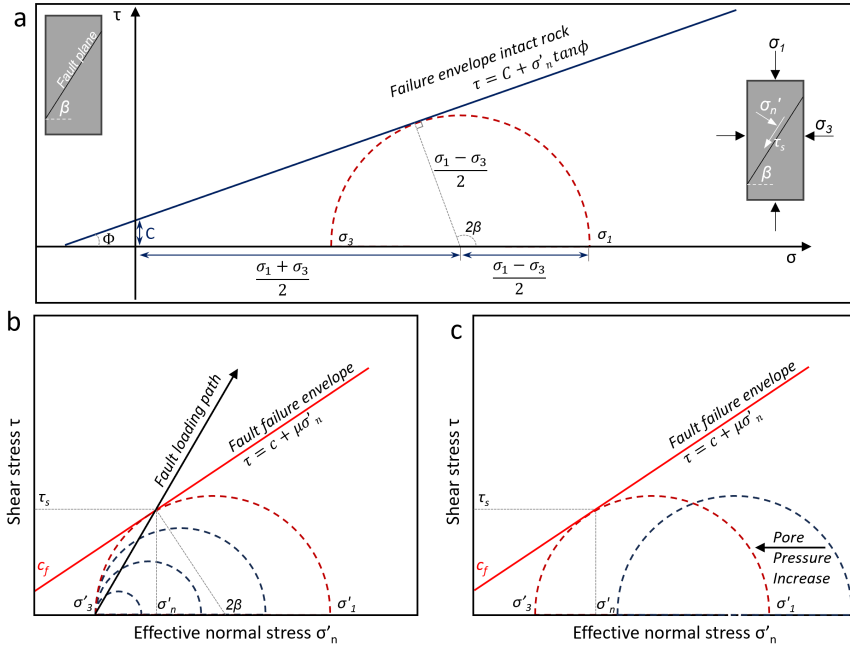 a
τ
Fault plane
β
Failure envelope intact rock
τ = C + σ′n tanϕ
σ1
σn′
σ3
τs
β
σ1 − σ3
2
Φ
C
σ3
2β
σ1
σ
σ1 + σ3
2
σ1 − σ3
2
b
Shear stress τ
Fault loading path
Fault failure envelope
τ = c + μσ′n
τs
cf
σ′3
σ′n
2β
σ′1
Effective normal stress σ′n
c
Shear stress τ
Fault failure envelope
τ = c + μσ′n
τs
Pore
Pressure
Increase
cf
σ′3
σ′n
σ′1
Effective normal stress σ′n